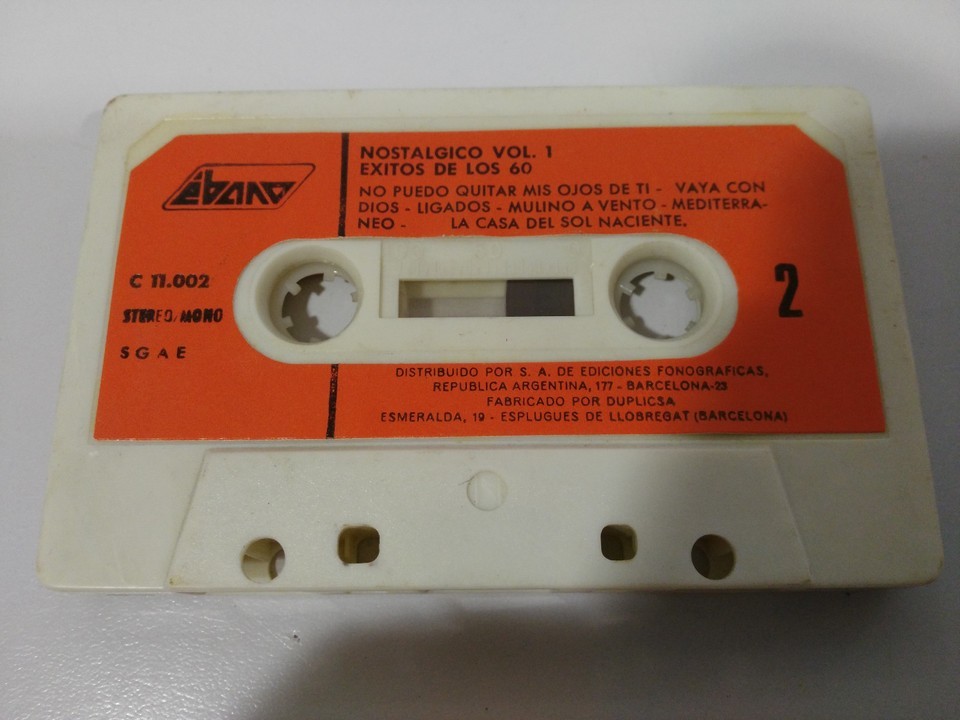 ébano
NOSTALGICO VOL. 1
EXITOS DE LOS 60
NO PUEDO QUITAR MIS OJOS DE TI - VAYA CON
DIOS - LIGADOS - MULINO A VENTO - MEDITERRA-
NEO - LA CASA DEL SOL NACIENTE.
C 11.002
STEREO/MONO
S G A E
2
DISTRIBUIDO POR S. A. DE EDICIONES FONOGRAFICAS,
REPUBLICA ARGENTINA, 177 - BARCELONA-23
FABRICADO POR DUPLICSA
ESMERALDA, 19 - ESPLUGUES DE LLOBREGAT (BARCELONA)